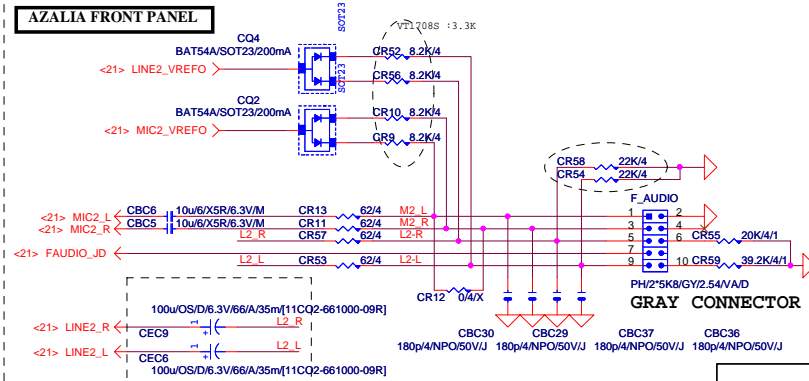 AZALIA FRONT PANEL
SOT23
VT1708S :3.3K
CQ4
BAT54A/SOT23/200mA
CR52 8.2K/4
<21> LINE2_VREFO
CR56 8.2K/4
SOT23
CQ2
BAT54A/SOT23/200mA
CR10 8.2K/4
<21> MIC2_VREFO
CR9 8.2K/4
CR58 22K/4
CR54 22K/4
F_AUDIO
<21> MIC2_L CBC6 10u/6/X5R/6.3V/M CR13 62/4 M2_L 1 2
<21> MIC2_R CBC5 10u/6/X5R/6.3V/M CR11 62/4 M2_R 3 4
L2_R CR57 62/4 L2-R 5 6 CR55 20K/4/1
<21> FAUDIO_JD 7
L2_L CR53 62/4 L2-L 9 10 CR59 39.2K/4/1
PH/2*5K8/GY/2.54/VA/D
GRAY CONNECTOR
CR12 0/4/X
100u/OS/D/6.3V/66/A/35m/[11CO2-661000-09R]
<21> LINE2_R 1 + L2_R
CEC9
<21> LINE2_L 1 + L2_L
CEC6
100u/OS/D/6.3V/66/A/35m/[11CO2-661000-09R]
CBC30 CBC29 CBC37 CBC36
180p/4/NPO/50V/J 180p/4/NPO/50V/J 180p/4/NPO/50V/J 180p/4/NPO/50V/J